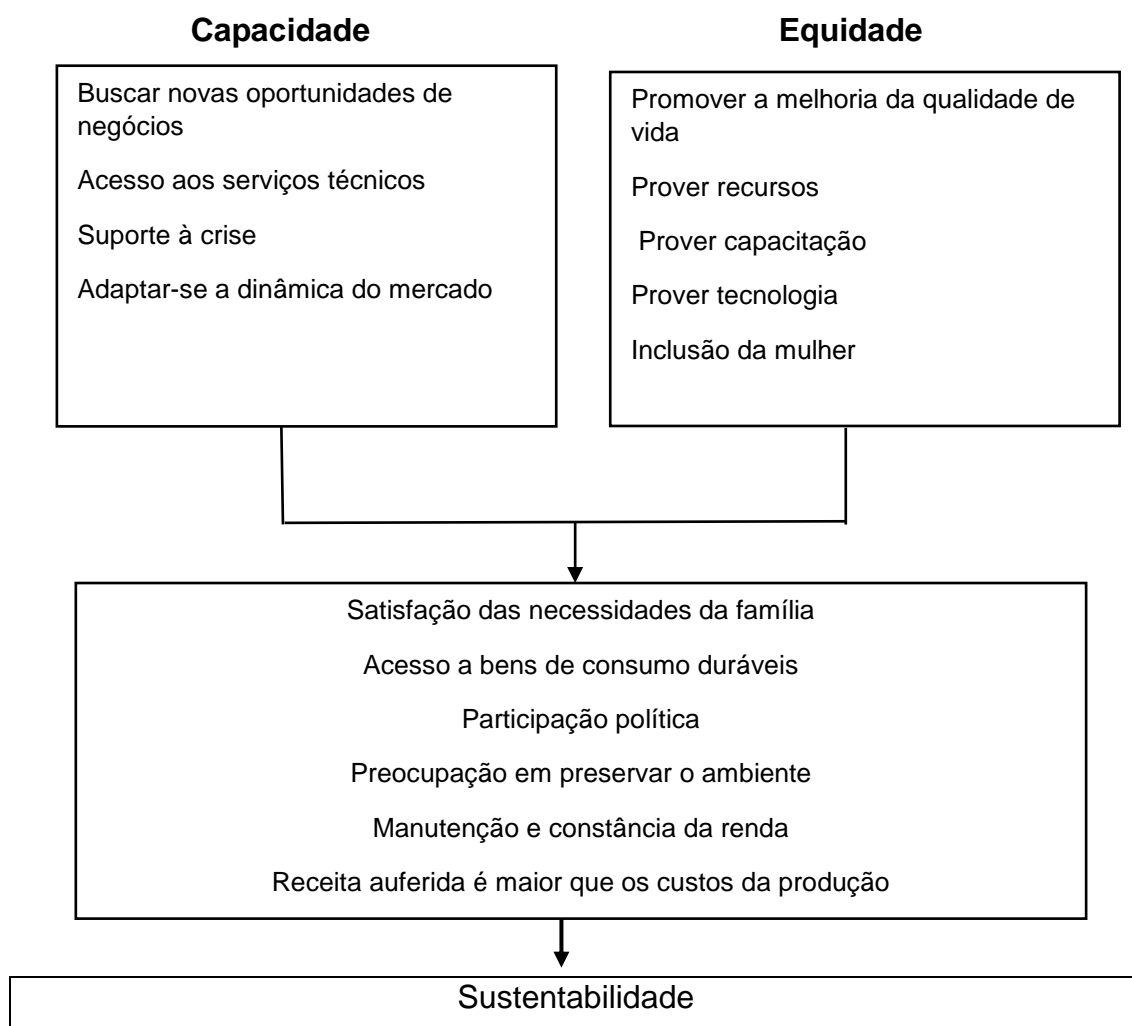 Capacidade
Buscar novas oportunidades de
negócios
Acesso aos serviços técnicos
Suporte à crise
Adaptar-se a dinâmica do mercado
Equidade
Promover a melhoria da qualidade de
vida
Prover recursos
Prover capacitação
Prover tecnologia
Inclusão da mulher
Satisfação das necessidades da família
Acesso a bens de consumo duráveis
Participação política
Preocupação em preservar o ambiente
Manutenção e constância da renda
Receita auferida é maior que os custos da produção
Sustentabilidade